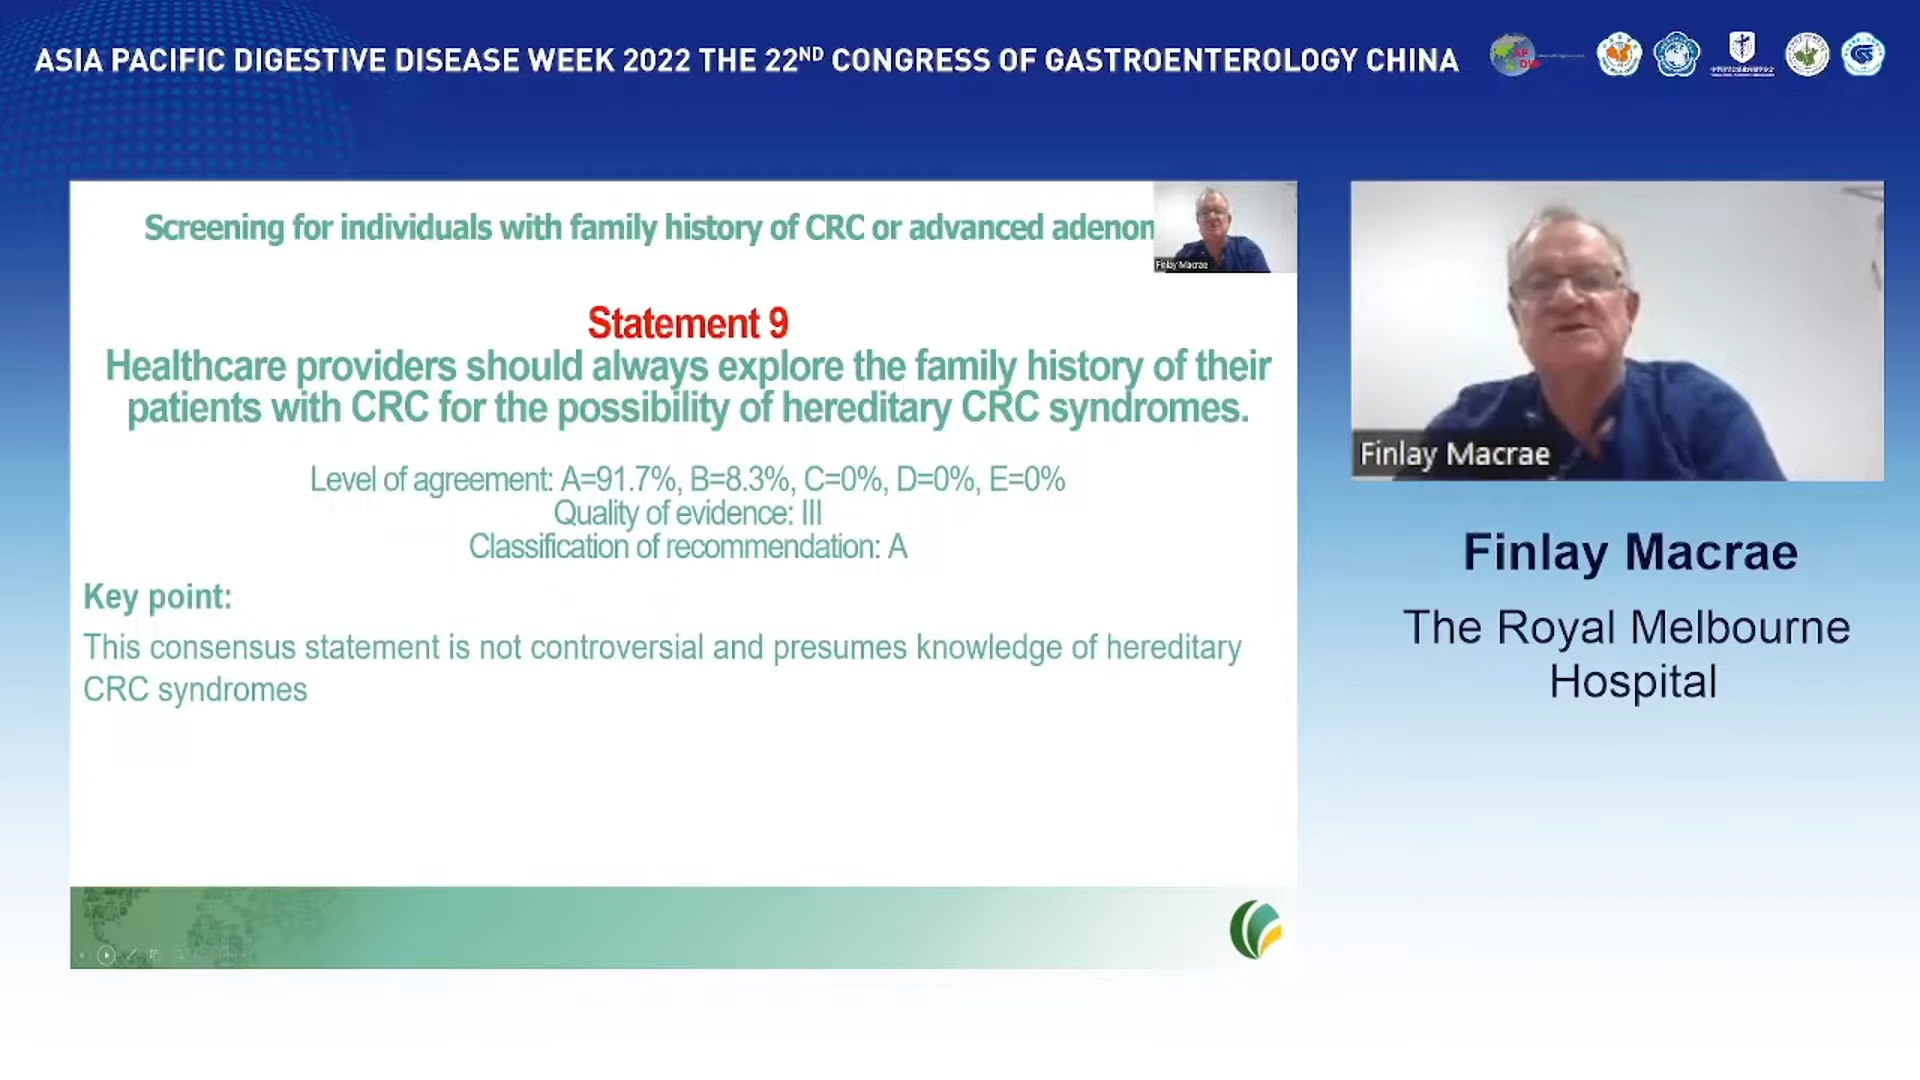 ASIA PACIFIC DIGESTIVE DISEASE WEEK 2022 THE 22ND CONGRESS OF GASTROENTEROLOGY CHINA
Screening for individuals with family history of CRC or advanced adenom
Finlay Macrae
Statement 9
Healthcare providers should always explore the family history of their
patients with CRC for the possibility of hereditary CRC syndromes.
Level of agreement: A=91.7%, B=8.3%, C=0%, D=0%, E=0%
Quality of evidence: III
Classification of recommendation: A
Key point:
This consensus statement is not controversial and presumes knowledge of hereditary
CRC syndromes
Finlay Macrae
Finlay Macrae
The Royal Melbourne
Hospital